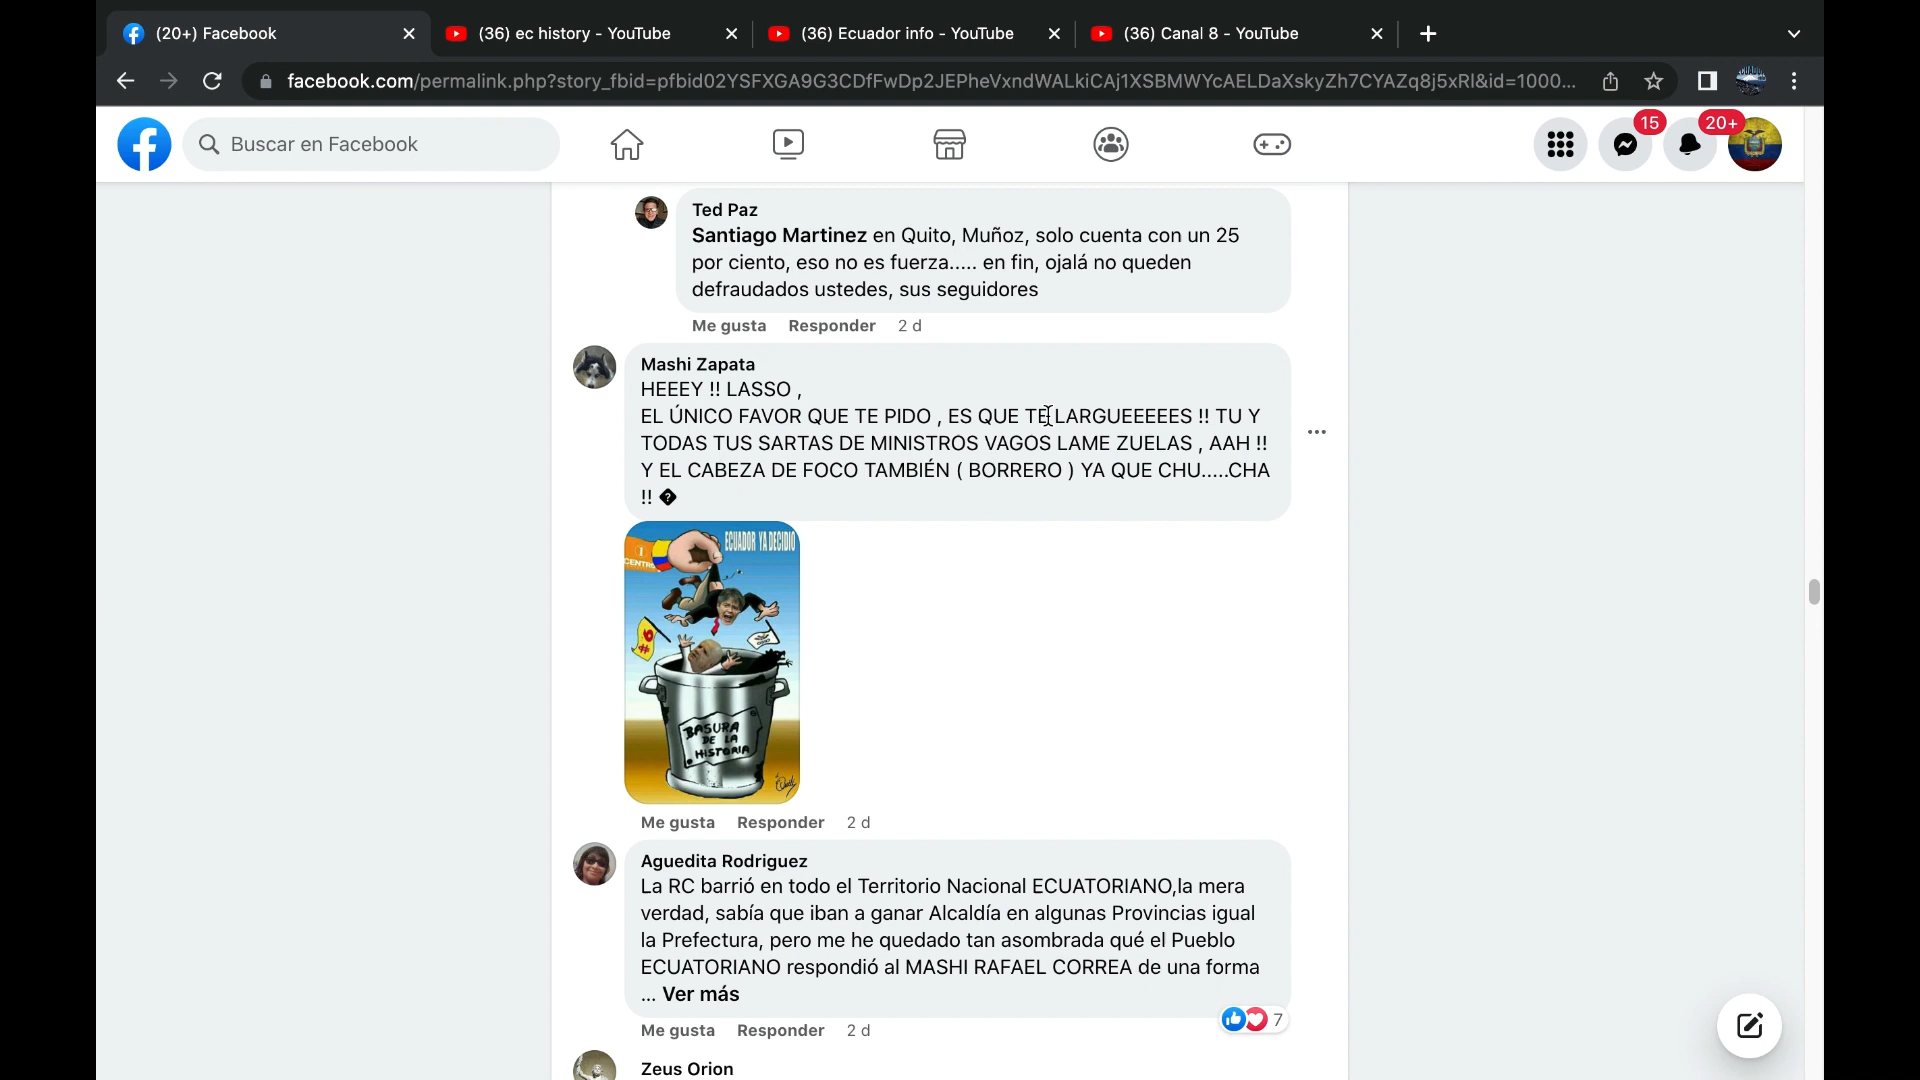 (20+) Facebook
(36) ec history - YouTube
(36) Ecuador info - YouTube
(36) Canal 8 - YouTube
facebook.com/permalink.php?story_fbid=pfbid02YSFXGA9G3CDfFwDp2JEPheVxndWALkiCAj1XSBMWYcAELDaXskyZh7CYAZq8j5xRl&id=1000...
Buscar en Facebook
15
20+
Ted Paz
Santiago Martinez en Quito, Muñoz, solo cuenta con un 25
por ciento, eso no es fuerza..... en fin, ojalá no queden
defraudados ustedes, sus seguidores
Me gusta Responder 2 d
Mashi Zapata
HEEEY !! LASSO ,
EL ÚNICO FAVOR QUE TE PIDO , ES QUE TE LARGUEEEEES !! TU Y
TODAS TUS SARTAS DE MINISTROS VAGOS LAME ZUELAS , AAH !!
Y EL CABEZA DE FOCO TAMBIÉN ( BORRERO ) YA QUE CHU.....CHA
!! �
ECUADOR YA DECIDIO
CENTRO
#6
BASURA
DE LA
HISTORIA
Me gusta Responder 2 d
Aguedita Rodriguez
La RC barrió en todo el Territorio Nacional ECUATORIANO,la mera
verdad, sabía que iban a ganar Alcaldía en algunas Provincias igual
la Prefectura, pero me he quedado tan asombrada qué el Pueblo
ECUATORIANO respondió al MASHI RAFAEL CORREA de una forma
... Ver más
7
Me gusta Responder 2 d
Zeus Orion